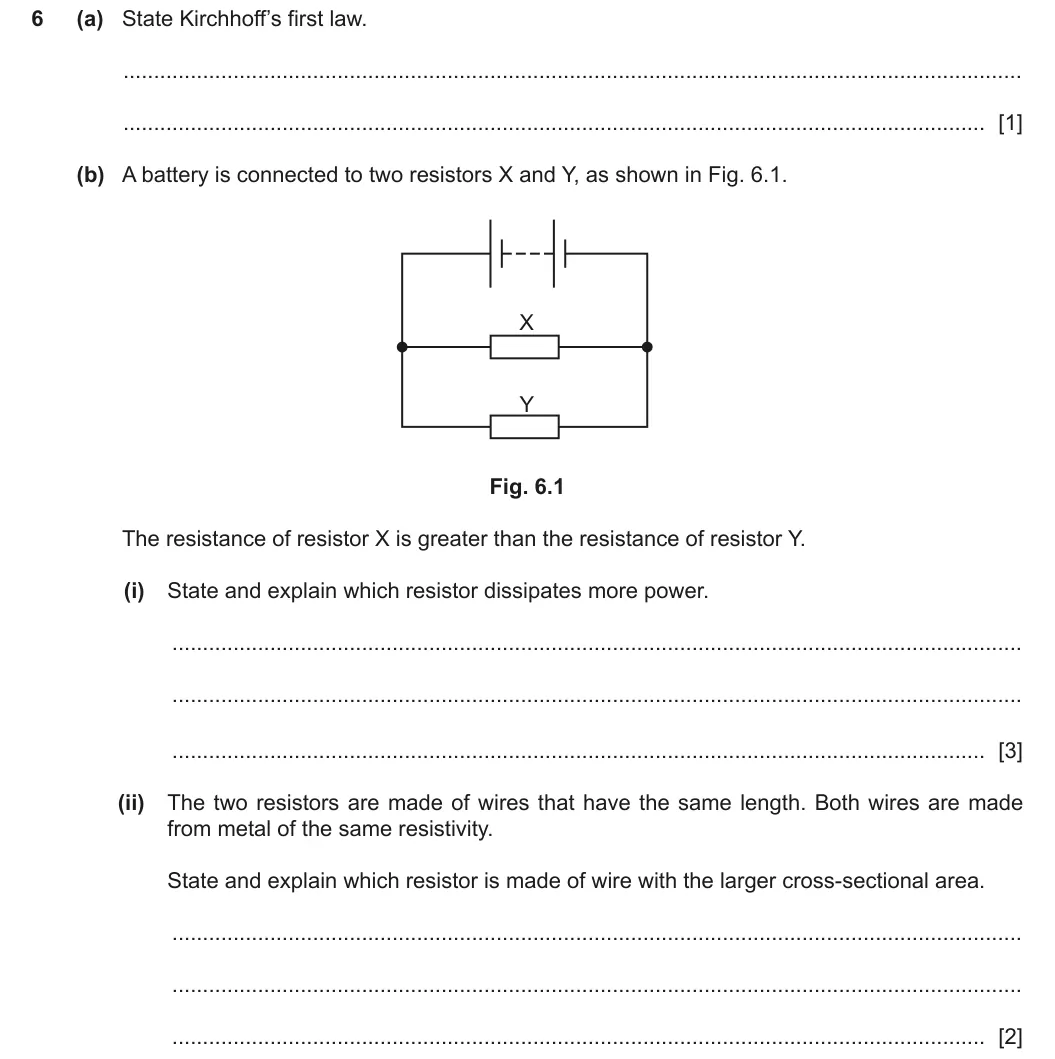 6 (a) State Kirchhoff’s first law.
..........................................................................................................................................................
.................................................................................................................................................... [1]
(b) A battery is connected to two resistors X and Y, as shown in Fig. 6.1.
X
Y
Fig. 6.1
The resistance of resistor X is greater than the resistance of resistor Y.
(i) State and explain which resistor dissipates more power.
..................................................................................................................................................
..................................................................................................................................................
............................................................................................................................................ [3]
(ii) The two resistors are made of wires that have the same length. Both wires are made
from metal of the same resistivity.
State and explain which resistor is made of wire with the larger cross-sectional area.
..................................................................................................................................................
..................................................................................................................................................
............................................................................................................................................ [2]